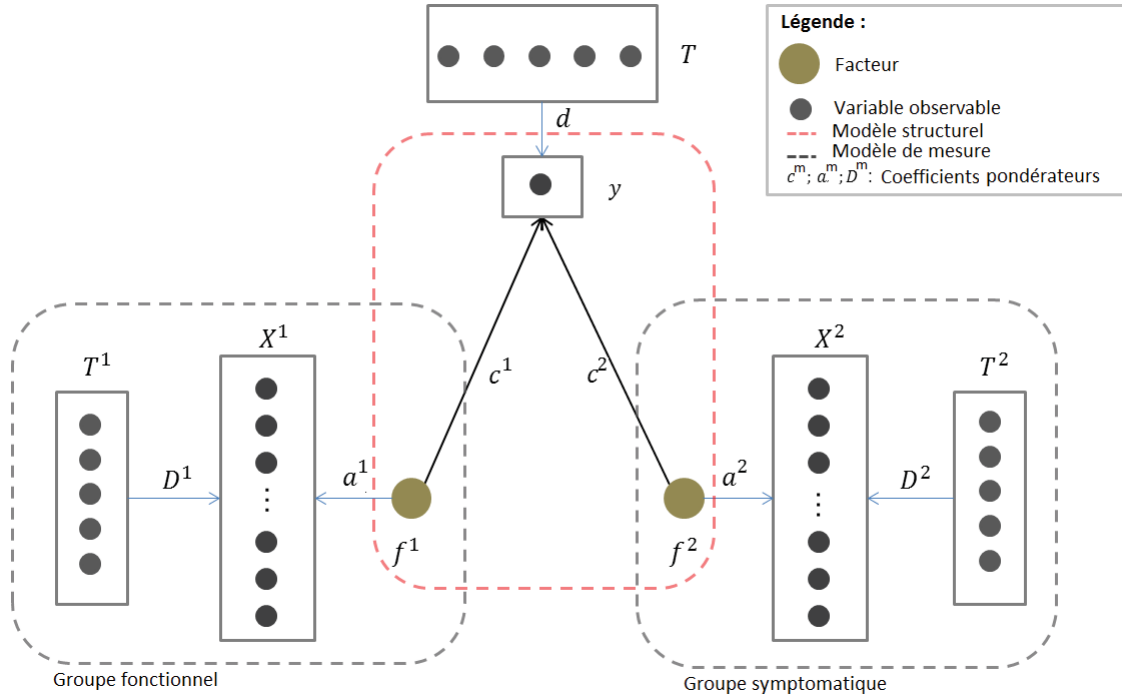 T
d
y
Légende :
Facteur
Variable observable
Modèle structurel
Modèle de mesure
c^m; a^m; D^m: Coefficients pondérateurs
X^1
T^1
D^1
a^1
f^1
c^1
c^2
X^2
T^2
a^2
D^2
f^2
Groupe fonctionnel
Groupe symptomatique